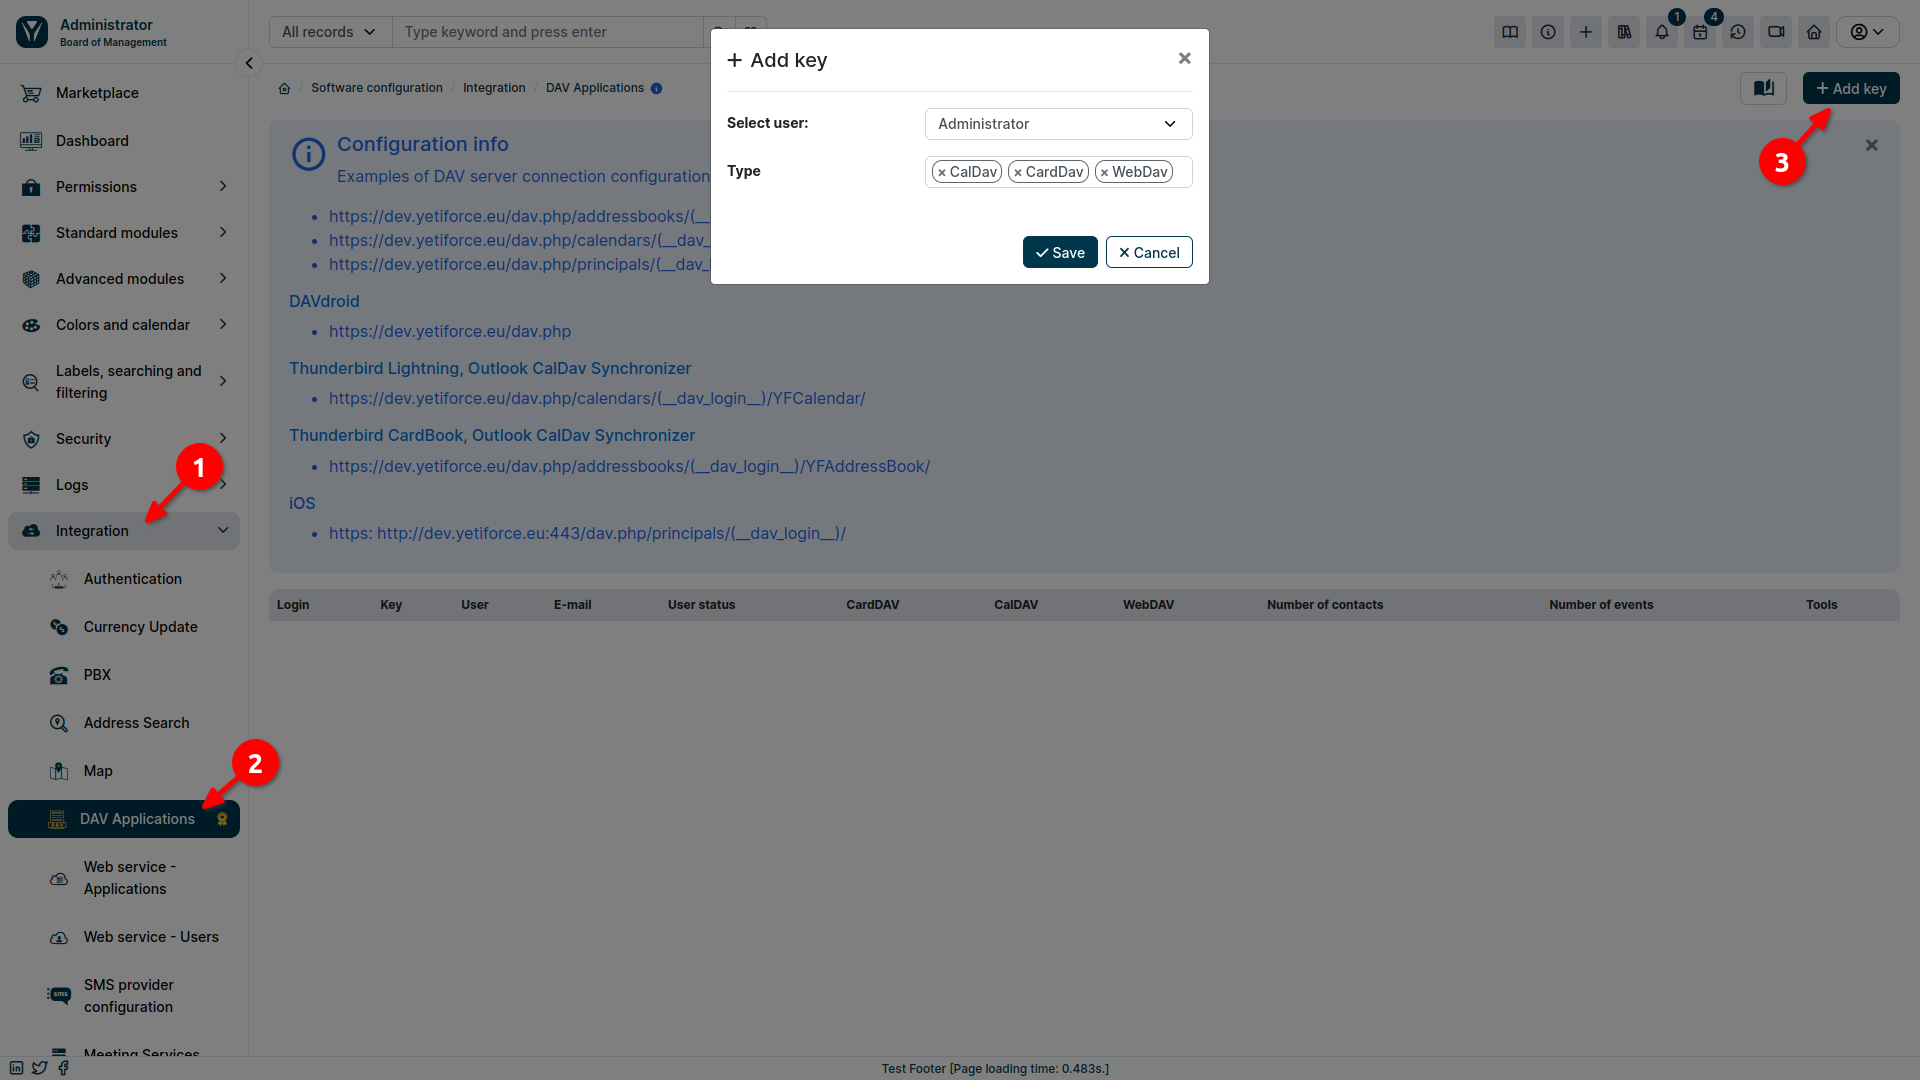 Administrator
Board of Management
All records
Type keyword and press enter
1
4
Marketplace
Dashboard
Permissions
Standard modules
Advanced modules
Colors and calendar
Labels, searching and
filtering
Security
1
Logs
Integration
Authentication
Currency Update
PBX
Address Search
Map
2
DAV Applications
Web service -
Applications
Web service - Users
sms
SMS provider
configuration
Meeting Services
/ Software configuration / Integration / DAV Applications
+ Add key
3
Configuration info
Examples of DAV server connection configuration
https://dev.yetiforce.eu/dav.php/addressbooks/(__
https://dev.yetiforce.eu/dav.php/calendars/(__dav_
https://dev.yetiforce.eu/dav.php/principals/(__dav_l
DAVdroid
https://dev.yetiforce.eu/dav.php
Thunderbird Lightning, Outlook CalDav Synchronizer
https://dev.yetiforce.eu/dav.php/calendars/(__dav_login__)/YFCalendar/
Thunderbird CardBook, Outlook CalDav Synchronizer
https://dev.yetiforce.eu/dav.php/addressbooks/(__dav_login__)/YFAddressBook/
iOS
https: http://dev.yetiforce.eu:443/dav.php/principals/(__dav_login__)/
Login Key User E-mail User status CardDAV CalDAV WebDAV Number of contacts Number of events Tools
+ Add key ×
Select user: Administrator
Type × CalDav × CardDav × WebDav
Save Cancel
Test Footer [Page loading time: 0.483s.]